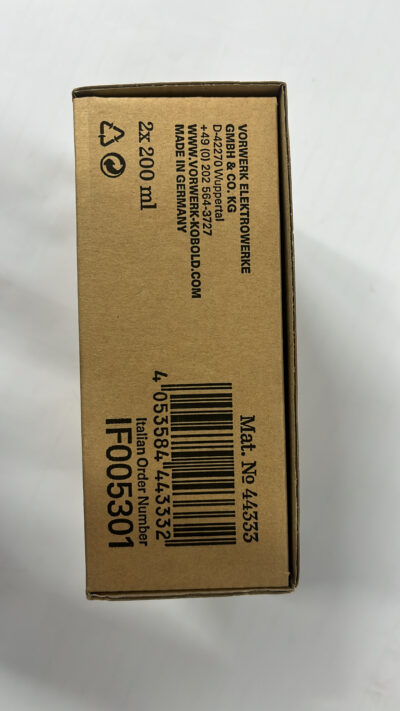 VORWERK ELEKTROWERKE
GMBH & CO. KG
D-42270 Wuppertal
+49 (0) 202 564-3727
WWW.VORWERK-KOBOLD.COM
MADE IN GERMANY
2x 200 ml
Mat. № 44333
4 053584 443332
Italian Order Number
IF005301